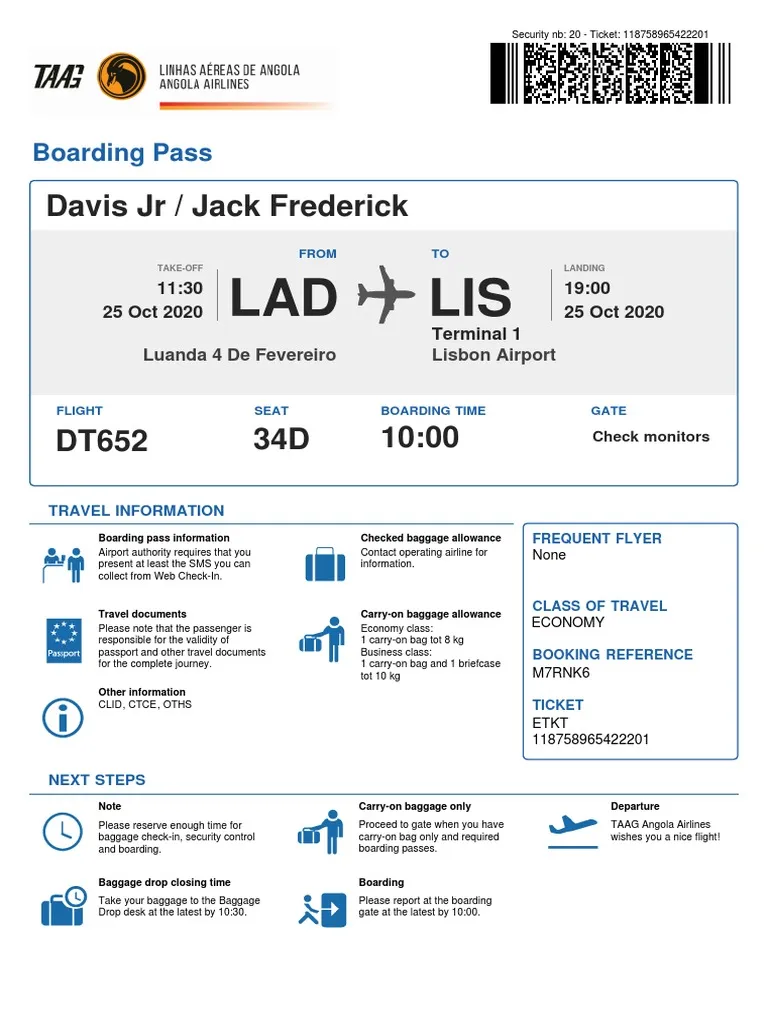 Security nb: 20 - Ticket: 118758965422201
TAAG
LINHAS AÉREAS DE ANGOLA
ANGOLA AIRLINES
Boarding Pass
Davis Jr / Jack Frederick
FROM
TO
TAKE-OFF
LANDING
11:30
LAD
LIS
19:00
25 Oct 2020
25 Oct 2020
Terminal 1
Luanda 4 De Fevereiro
Lisbon Airport
FLIGHT
SEAT
BOARDING TIME
GATE
DT652
34D
10:00
Check monitors
TRAVEL INFORMATION
Boarding pass information
Airport authority requires that you
present at least the SMS you can
collect from Web Check-In.
Checked baggage allowance
Contact operating airline for
information.
Travel documents
Please note that the passenger is
responsible for the validity of
passport and other travel documents
for the complete journey.
Passport
Carry-on baggage allowance
Economy class:
1 carry-on bag tot 8 kg
Business class:
1 carry-on bag and 1 briefcase
tot 10 kg
Other information
CLID, CTCE, OTHS
FREQUENT FLYER
None
CLASS OF TRAVEL
ECONOMY
BOOKING REFERENCE
M7RNK6
TICKET
ETKT
118758965422201
NEXT STEPS
Note
Please reserve enough time for
baggage check-in, security control
and boarding.
Carry-on baggage only
Proceed to gate when you have
carry-on bag only and required
boarding passes.
Departure
TAAG Angola Airlines
wishes you a nice flight!
Baggage drop closing time
Take your baggage to the Baggage
Drop desk at the latest by 10:30.
Boarding
Please report at the boarding
gate at the latest by 10:00.